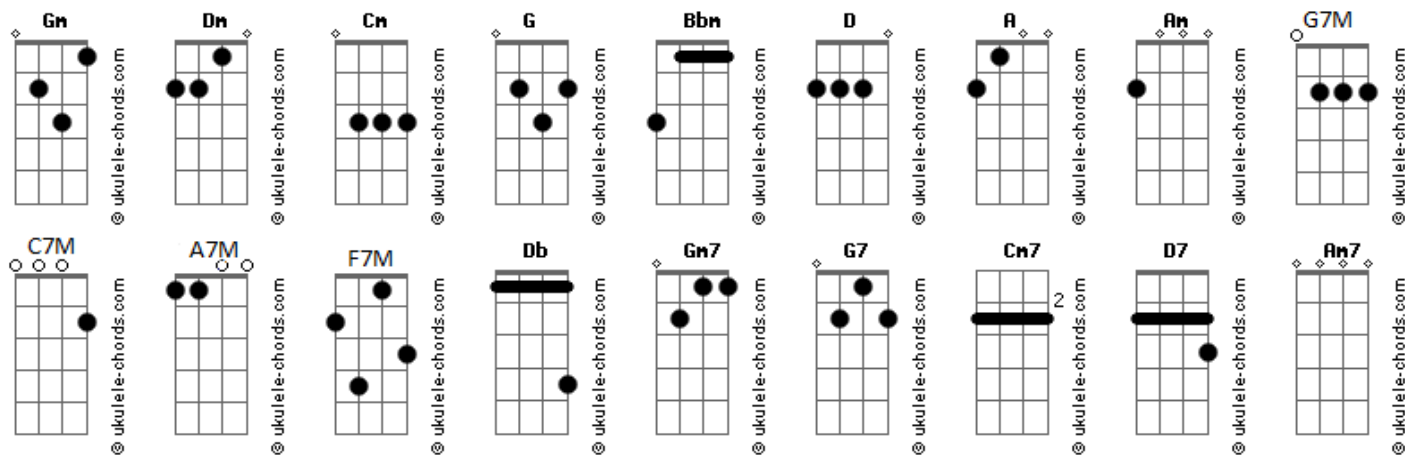 Gm Dm Cm G Bbm D A Am G7M
© ukulele-chords.com © ukulele-chords.com © ukulele-chords.com © ukulele-chords.com © ukulele-chords.com © ukulele-chords.com © ukulele-chords.com © ukulele-chords.com © ukulele-chords.com
C7M A7M F7M Db Gm7 G7 Cm7 D7 Am7
2
© ukulele-chords.com © ukulele-chords.com © ukulele-chords.com © ukulele-chords.com © ukulele-chords.com © ukulele-chords.com © ukulele-chords.com © ukulele-chords.com © ukulele-chords.com